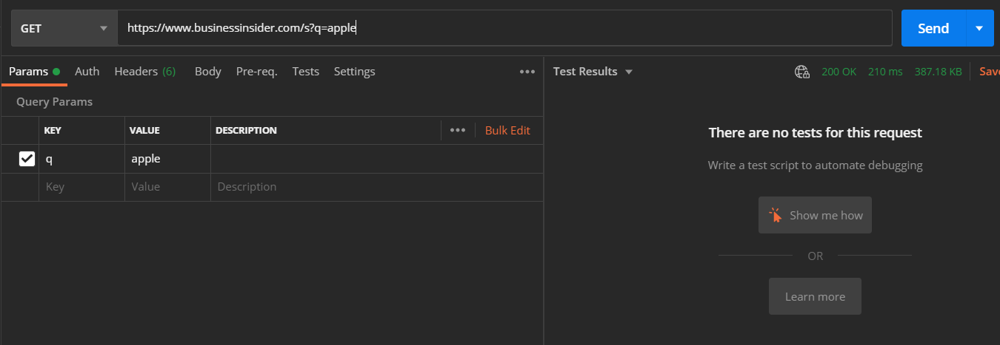 GET
https://www.businessinsider.com/s?q=apple
Send
Params Auth Headers (6) Body Pre-req. Tests Settings
Test Results 200 OK 210 ms 387.18 KB Save
Query Params
KEY VALUE DESCRIPTION Bulk Edit
q apple
Key Value Description
There are no tests for this request
Write a test script to automate debugging
Show me how
OR
Learn more